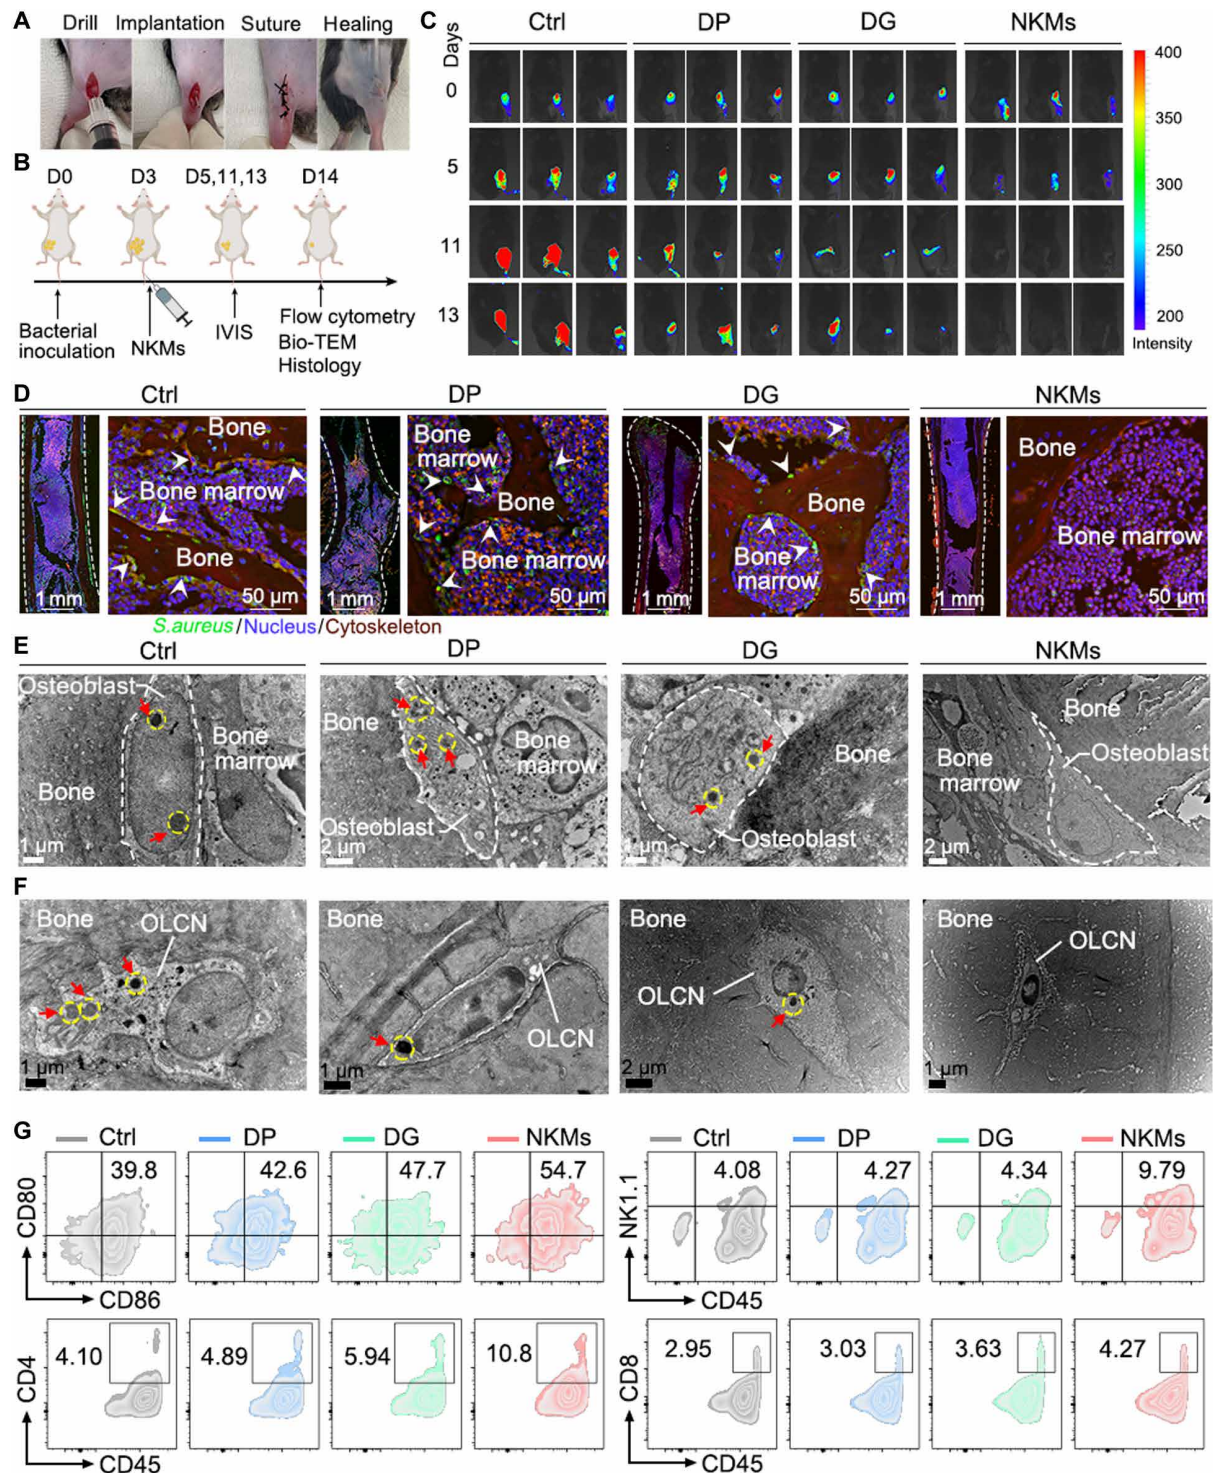 A
Drill Implantation Suture Healing
B
D0 D3 D5,11,13 D14
Bacterial
inoculation
NKMs
IVIS
Flow cytometry
Bio-TEM
Histology
C
Days
Ctrl DP DG NKMs
0
5
11
13
400
350
300
250
200
Intensity
D
Ctrl DP DG NKMs
Bone
Bone marrow
Bone
1 mm 50 µm
Bone
marrow
Bone
Bone marrow
1 mm 50 µm
Bone
Bone
marrow
1 mm 50 µm
Bone
Bone marrow
1 mm 50 µm
S.aureus/Nucleus/Cytoskeleton
E
Ctrl DP DG NKMs
Osteoblast
Bone
marrow
Bone
1 µm
Bone
Bone
marrow
Osteoblast
2 µm
Bone
Osteoblast
1 µm
Bone
Osteoblast
Bone
marrow
2 µm
F
Bone
OLCN
1 µm
Bone
OLCN
1 µm
Bone
OLCN
2 µm
Bone
OLCN
1 µm
G
Ctrl DP DG NKMs
39.8 42.6 47.7 54.7
CD80
CD86
Ctrl DP DG NKMs
4.08 4.27 4.34 9.79
NK1.1
CD45
4.10 4.89 5.94 10.8
CD4
CD45
2.95 3.03 3.63 4.27
CD8
CD45